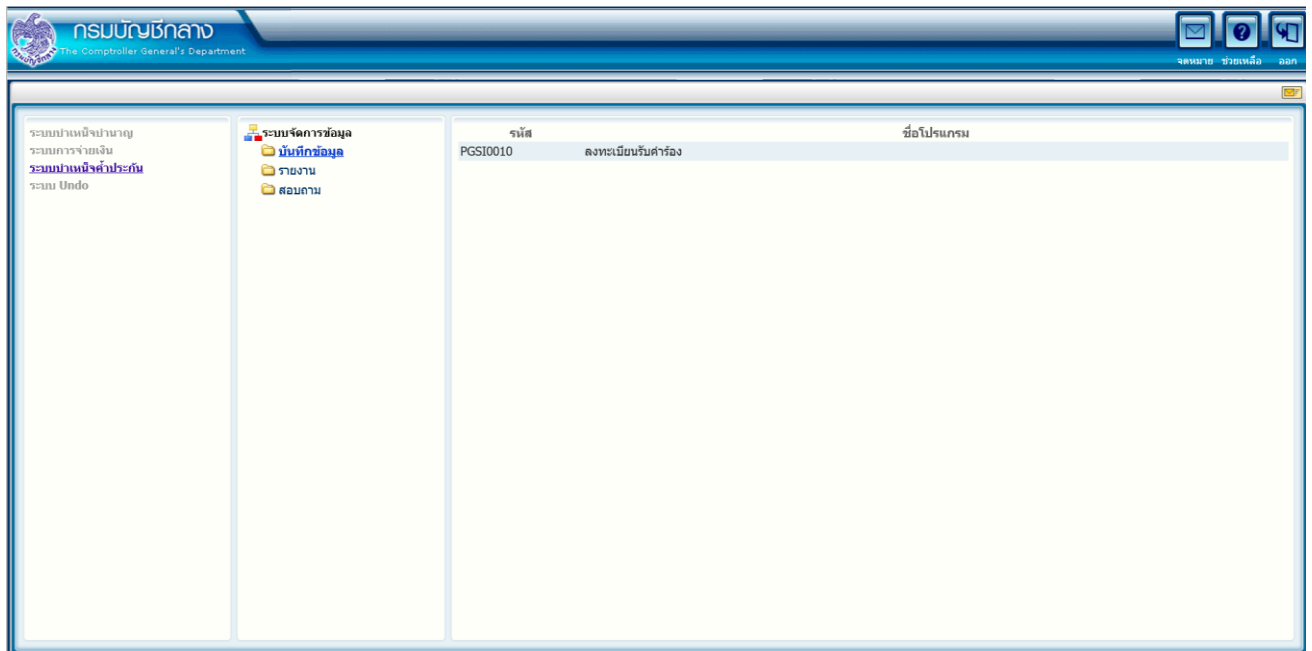 กรมบัญชีกลาง
The Comptroller General's Department
จดหมาย ช่วยเหลือ ออก
ระบบบำเหน็จบำนาญ
ระบบการจ่ายเงิน
ระบบบำเหน็จค้ำประกัน
ระบบ Undo
ระบบจัดการข้อมูล
บันทึกข้อมูล
รายงาน
สอบถาม
รหัส ชื่อโปรแกรม
PGSI0010 ลงทะเบียนรับคำร้อง